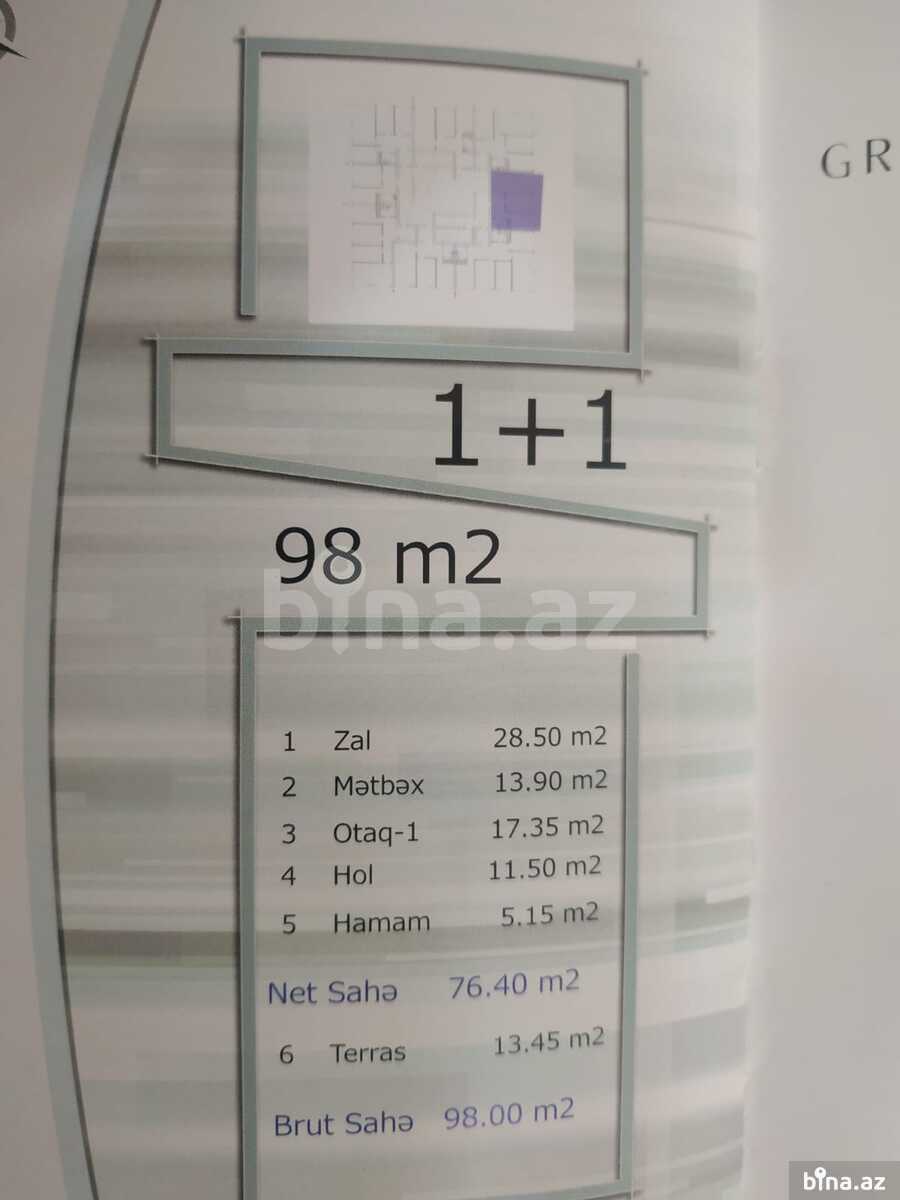 GR
1+1
98 m2
bina.az
1 Zal 28.50 m2
2 Mətbəx 13.90 m2
3 Otaq-1 17.35 m2
4 Hol 11.50 m2
5 Hamam 5.15 m2
Net Sahə 76.40 m2
6 Terras 13.45 m2
Brut Sahə 98.00 m2
bina.az